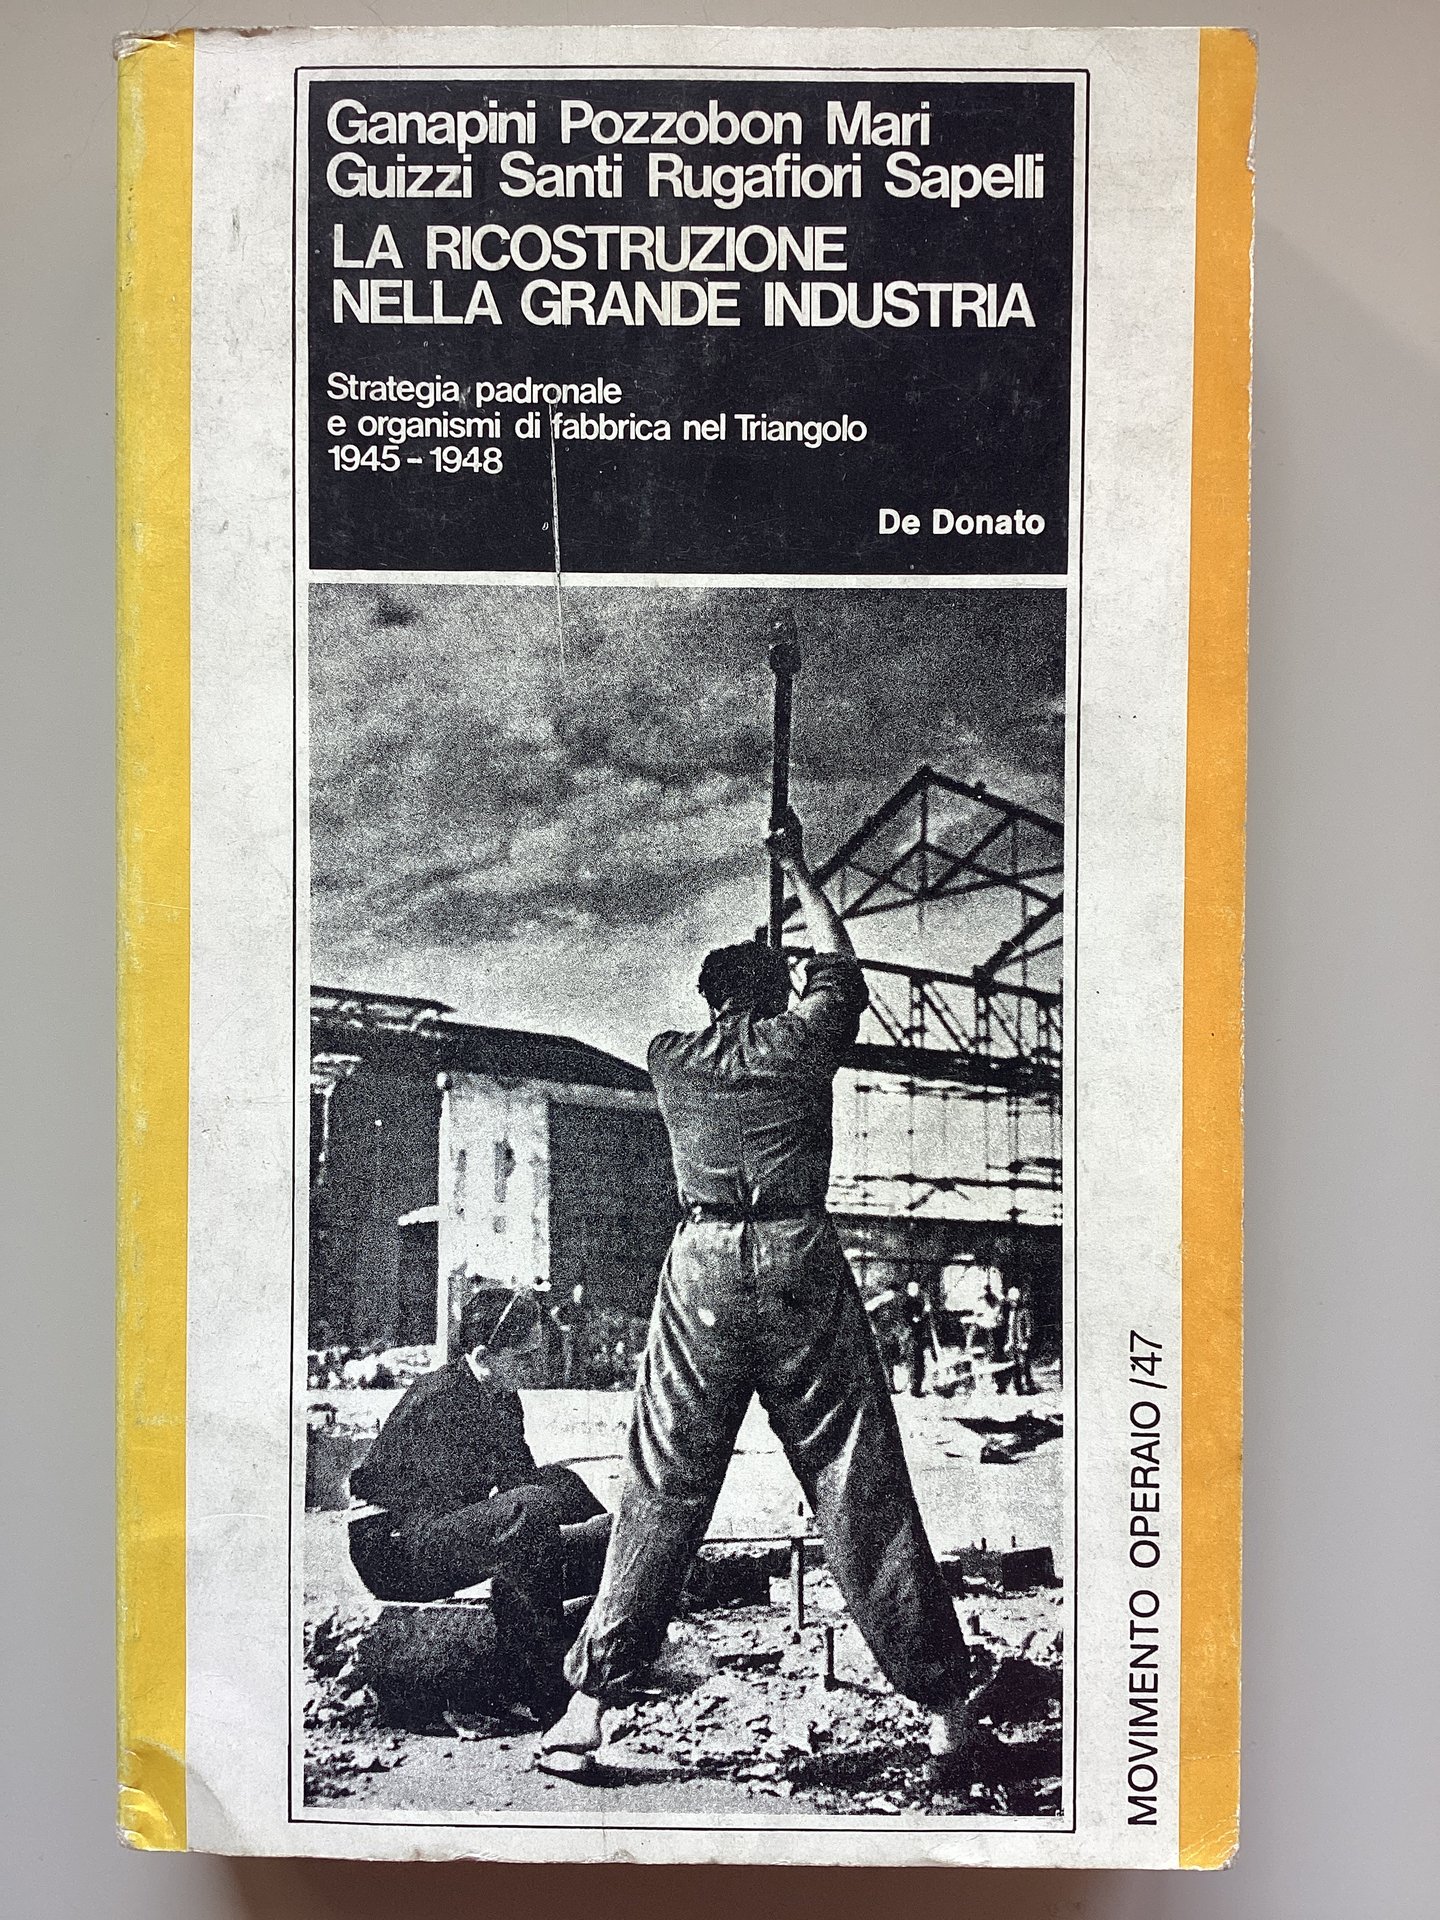 Ganapini Pozzobon Mari
Guizzi Santi Rugafiori Sapelli
LA RICOSTRUZIONE
NELLA GRANDE INDUSTRIA
Strategia padronale
e organismi di fabbrica nel Triangolo
1945-1948
De Donato
MOVIMENTO OPERAIO /47